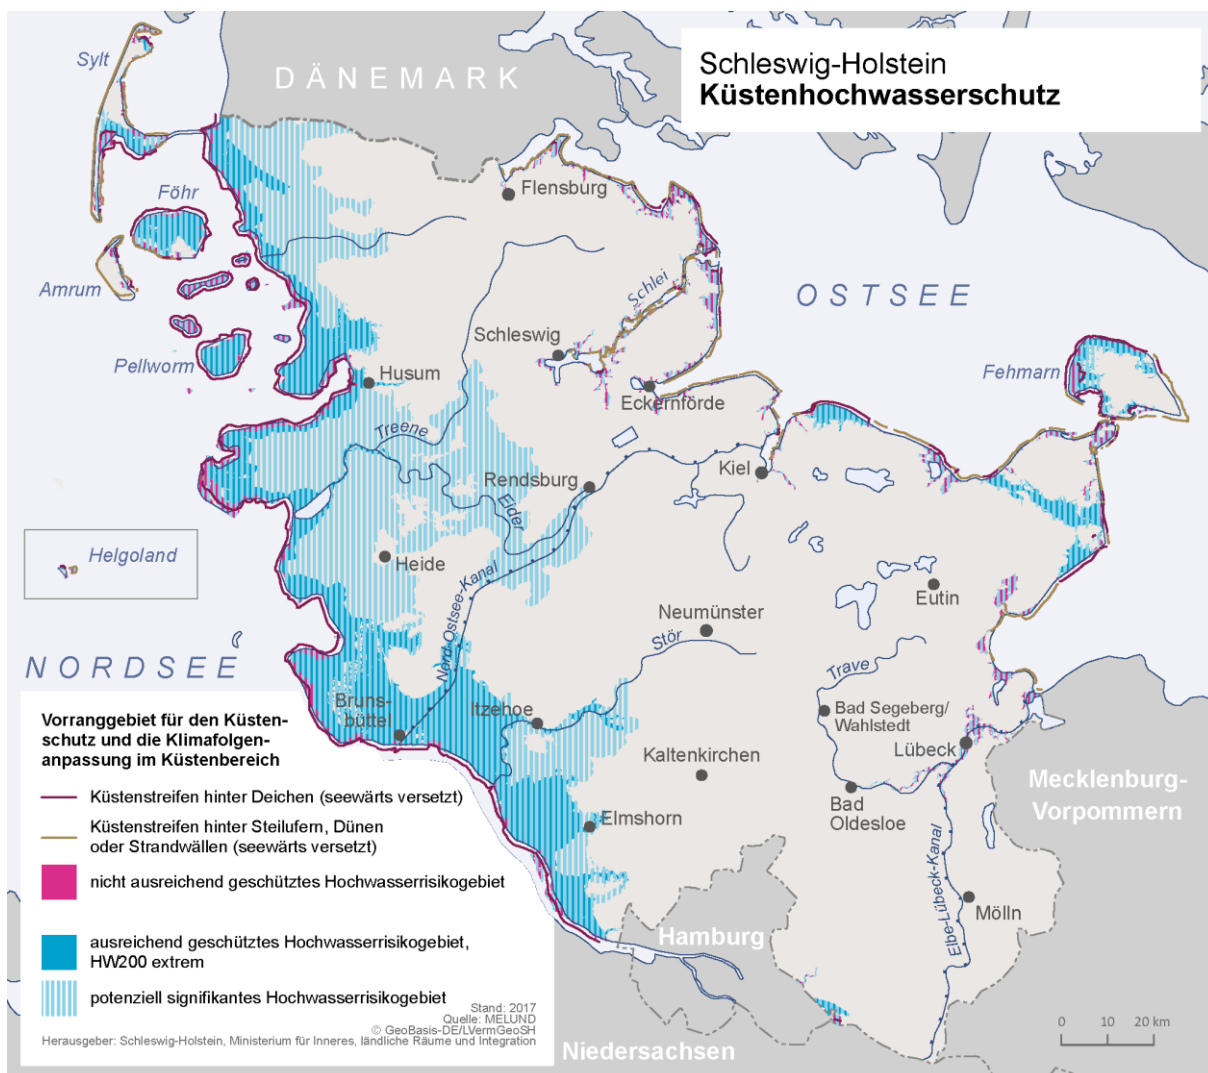 Schleswig-Holstein
Küstenhochwasserschutz
DÄNEMARK
Sylt
Föhr
Flensburg
Amrum
Schlei
OSTSEE
Schleswig
Pellworm
Husum
Fehmarn
Eckernförde
Treene
Kiel
Rendsburg
Eider
Helgoland
Heide
Nord-Ostsee-Kanal
Eutin
Neumünster
Stör
NORDSEE
Trave
Bruns-
büttel
Itzehoe
Bad Segeberg/
Wahlstedt
Lübeck
Kaltenkirchen
Mecklenburg-
Vorpommern
Bad
Oldesloe
Elmshorn
Elbe-Lübeck-Kanal
Mölln
Hamburg
Niedersachsen
0 10 20 km
Vorranggebiet für den Küsten-
schutz und die Klimafolgen-
anpassung im Küstenbereich
Küstenstreifen hinter Deichen (seewärts versetzt)
Küstenstreifen hinter Steilufern, Dünen
oder Strandwällen (seewärts versetzt)
nicht ausreichend geschütztes Hochwasserrisikogebiet
ausreichend geschütztes Hochwasserrisikogebiet,
HW200 extrem
potenziell signifikantes Hochwasserrisikogebiet
Stand: 2017
Quelle: MELUND
© GeoBasis-DE/LVermGeoSH
Herausgeber: Schleswig-Holstein, Ministerium für Inneres, ländliche Räume und Integration